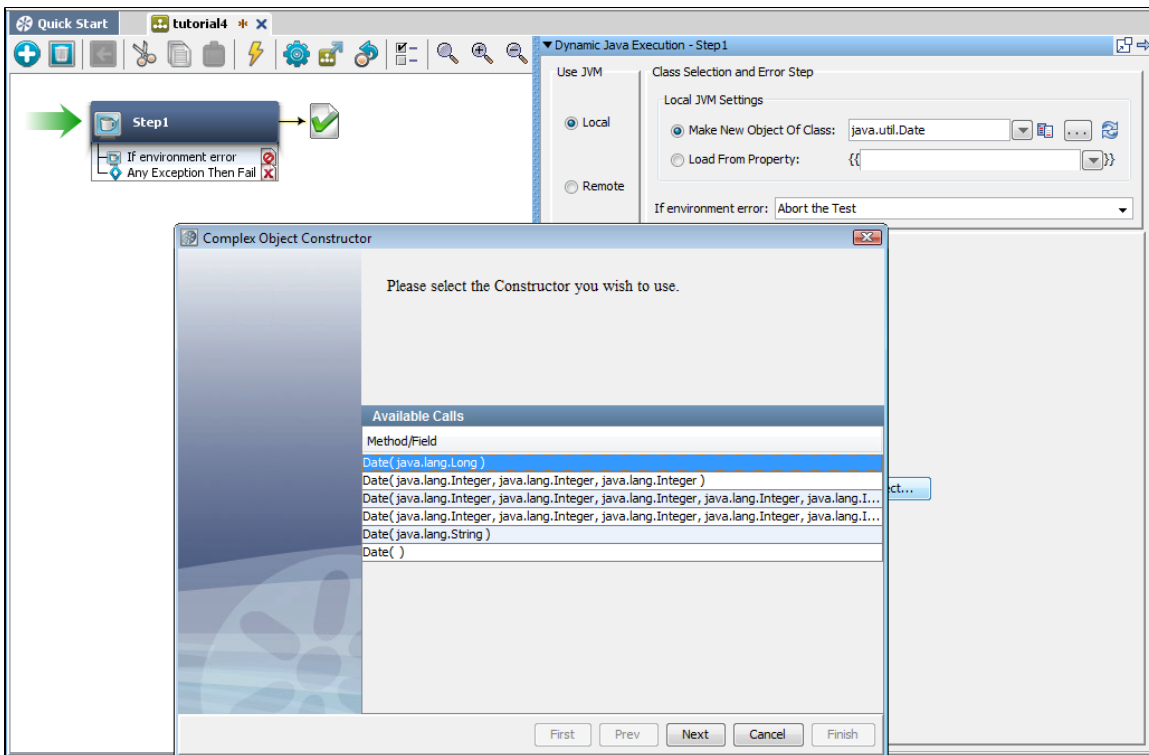 Quick Start
tutorial4
Dynamic Java Execution - Step1
Use JVM
Class Selection and Error Step
Local JVM Settings
Local
Make New Object Of Class: java.util.Date ...
Load From Property: {{ }}
Remote
If environment error: Abort the Test
Step1
If environment error
Any Exception Then Fail
Complex Object Constructor
Please select the Constructor you wish to use.
Available Calls
Method/Field
Date( java.lang.Long )
Date( java.lang.Integer, java.lang.Integer, java.lang.Integer )
Date( java.lang.Integer, java.lang.Integer, java.lang.Integer, java.lang.Integer, java.lang.I...
Date( java.lang.Integer, java.lang.Integer, java.lang.Integer, java.lang.Integer, java.lang.I...
Date( java.lang.String )
Date( )
First Prev Next Cancel Finish